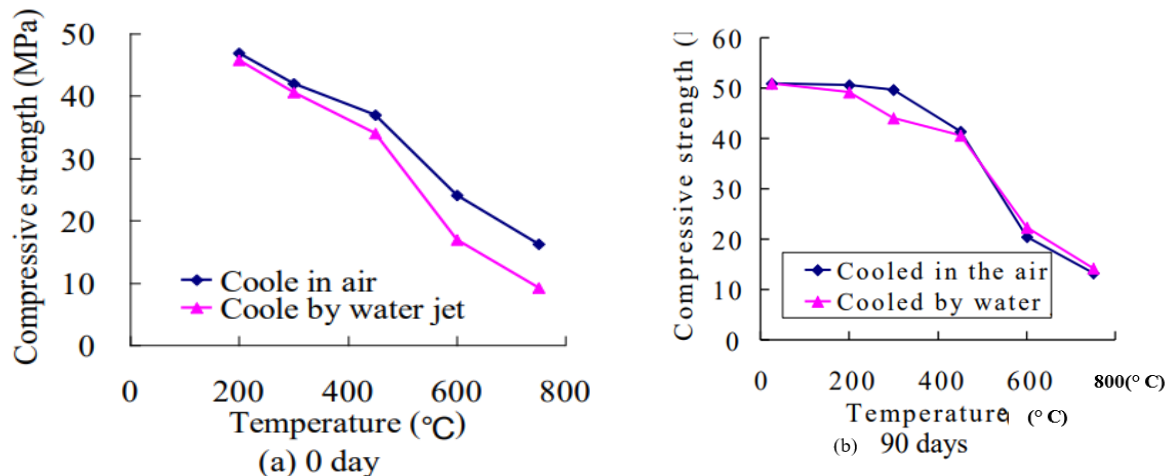 Compressive strength (MPa)
50
40
30
20
10
0
Coole in air
Coole by water jet
0 200 400 600 800
Temperature (°C)
(a) 0 day
Compressive strength (
60
50
40
30
20
10
0
Cooled in the air
Cooled by water
0 200 400 600 800(° C)
Temperature (° C)
(b) 90 days